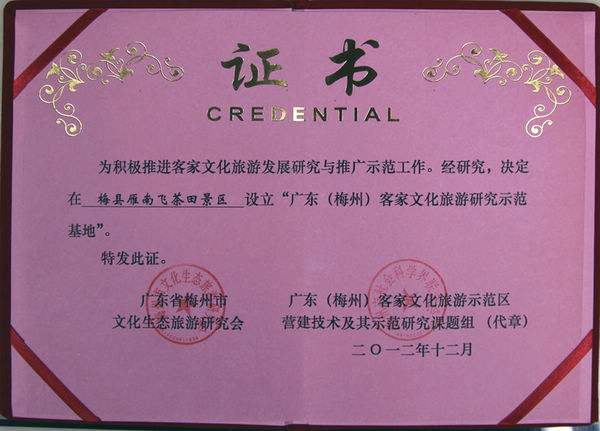 证书
CREDENTIAL
为积极推进客家文化旅游发展研究与推广示范工作。经研究，决定
在 梅县雁南飞茶田景区 设立“广东（梅州）客家文化旅游研究示范
基地”。
特发此证。
广东省梅州市
文化生态旅游研究会
广东（梅州）客家文化旅游示范区
营建技术及其示范研究课题组（代章）
二〇一二年十二月